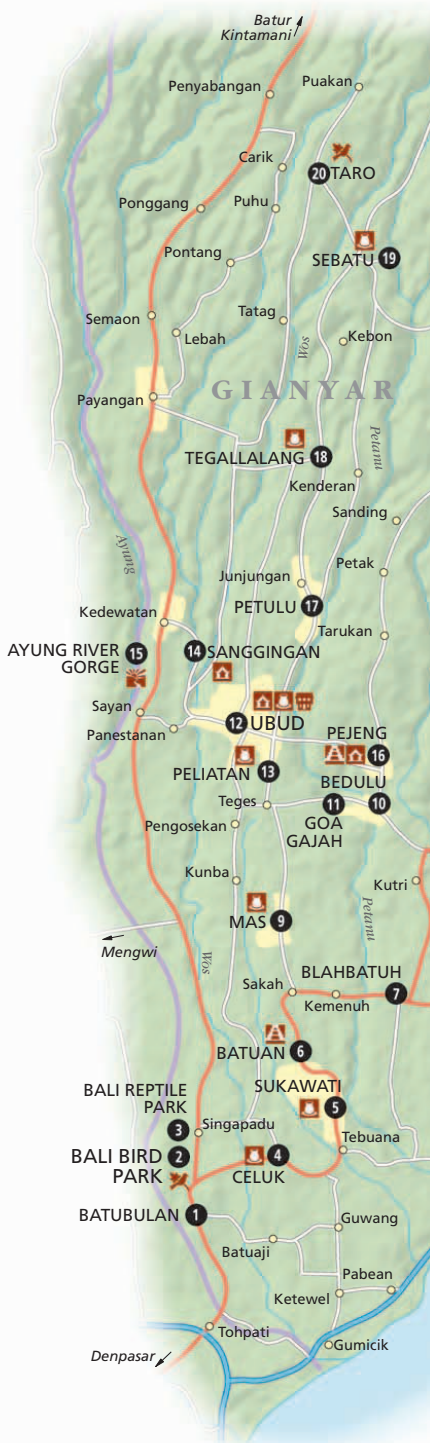 Batur
Kintamani
Penyabangan
Puakan
Carik
20 TARO
Ponggang
Puhu
Pontang
SEBATU 19
Semaon
Tatag
Lebah
Wos
Kebon
GIANYAR
Payangan
Petanu
TEGALLALANG 18
Kenderan
Sanding
Ayung
Junjungan
Petak
Kedewatan
PETULU 17
Tarukan
AYUNG RIVER
GORGE
15
14 SANGGINGAN
Sayan
12 UBUD
Panestanan
PEJENG
16
PELIATAN 13
BEDULU
Teges
11
10
GOA
GAJAH
Pengosekan
Kunba
Kutri
MAS 9
Petanu
Mengwi
Wos
BLAHBATUH
7
Sakah
Kemenuh
BATUAN 6
SUKAWATI
5
BALI REPTILE
PARK
3
Singapadu
Tebuana
BALI BIRD
PARK
2
4
CELUK
BATUBULAN 1
Guwang
Batuaji
Pabean
Ketewel
Tohpati
Gumicik
Denpasar